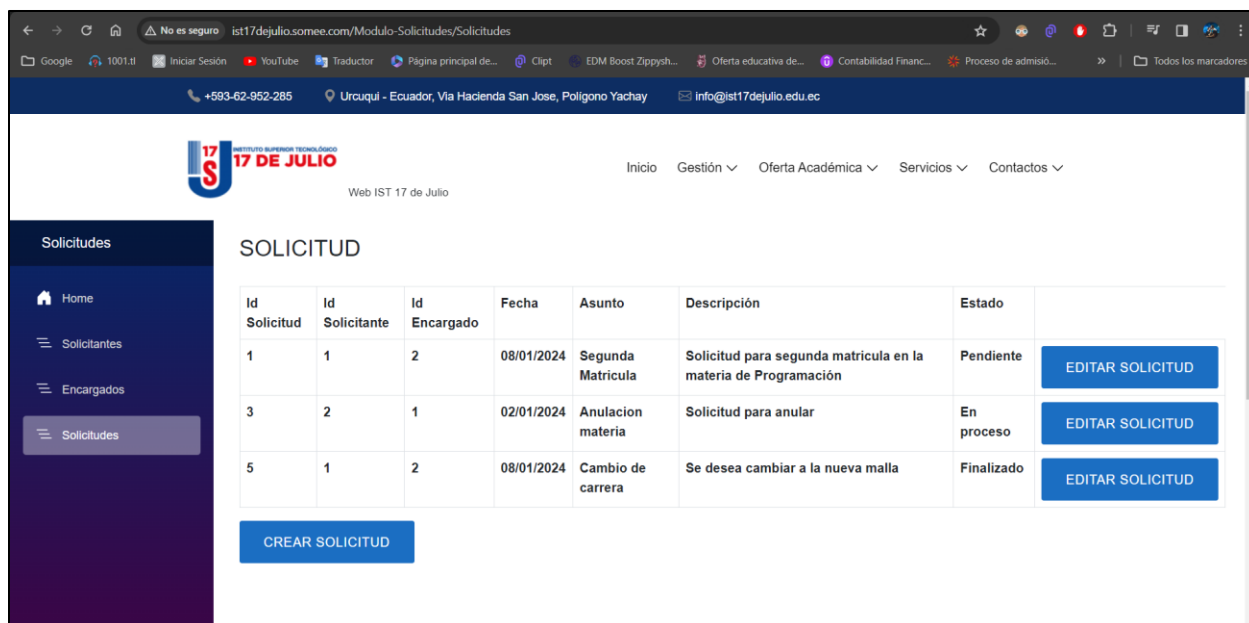 No es seguro ist17dejulio.somee.com/Modulo-Solicitudes/Solicitudes
Google 1001.tl Iniciar Sesión YouTube Traductor Página principal de... Clipt EDM Boost Zippysh... Oferta educativa de... Contabilidad Financ... Proceso de admisió... » Todos los marcadores
+593-62-952-285 Urcuqui - Ecuador, Via Hacienda San Jose, Polígono Yachay info@ist17dejulio.edu.ec
INSTITUTO SUPERIOR TECNOLÓGICO
17 DE JULIO
Web IST 17 de Julio
Inicio Gestión Oferta Académica Servicios Contactos
Solicitudes
Home
Solicitantes
Encargados
Solicitudes
SOLICITUD
Id Solicitud Id Solicitante Id Encargado Fecha Asunto Descripción Estado
1 1 2 08/01/2024 Segunda Matricula Solicitud para segunda matricula en la materia de Programación Pendiente EDITAR SOLICITUD
3 2 1 02/01/2024 Anulacion materia Solicitud para anular En proceso EDITAR SOLICITUD
5 1 2 08/01/2024 Cambio de carrera Se desea cambiar a la nueva malla Finalizado EDITAR SOLICITUD
CREAR SOLICITUD